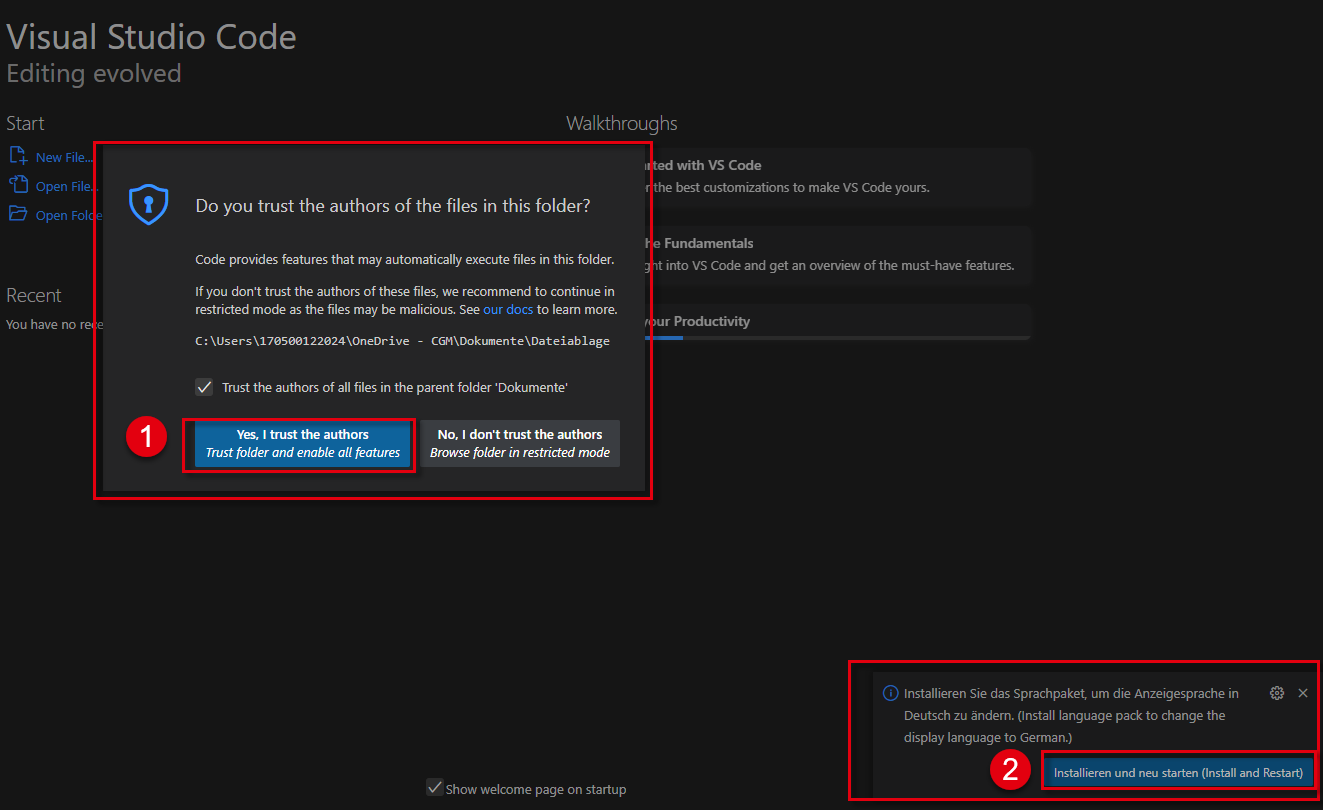 Visual Studio Code
Editing evolved
Start
New File...
Open File...
Open Folde
Recent
You have no rece
Walkthroughs
rted with VS Code
r the best customizations to make VS Code yours.
he Fundamentals
ght into VS Code and get an overview of the must-have features.
your Productivity
Do you trust the authors of the files in this folder?
Code provides features that may automatically execute files in this folder.
If you don't trust the authors of these files, we recommend to continue in
restricted mode as the files may be malicious. See our docs to learn more.
C:\Users\170500122024\OneDrive - CGM\Dokumente\Dateiablage
Trust the authors of all files in the parent folder 'Dokumente'
1
Yes, I trust the authors
Trust folder and enable all features
No, I don't trust the authors
Browse folder in restricted mode
Installieren Sie das Sprachpaket, um die Anzeigesprache in
Deutsch zu ändern. (Install language pack to change the
display language to German.)
2
Installieren und neu starten (Install and Restart)
Show welcome page on startup